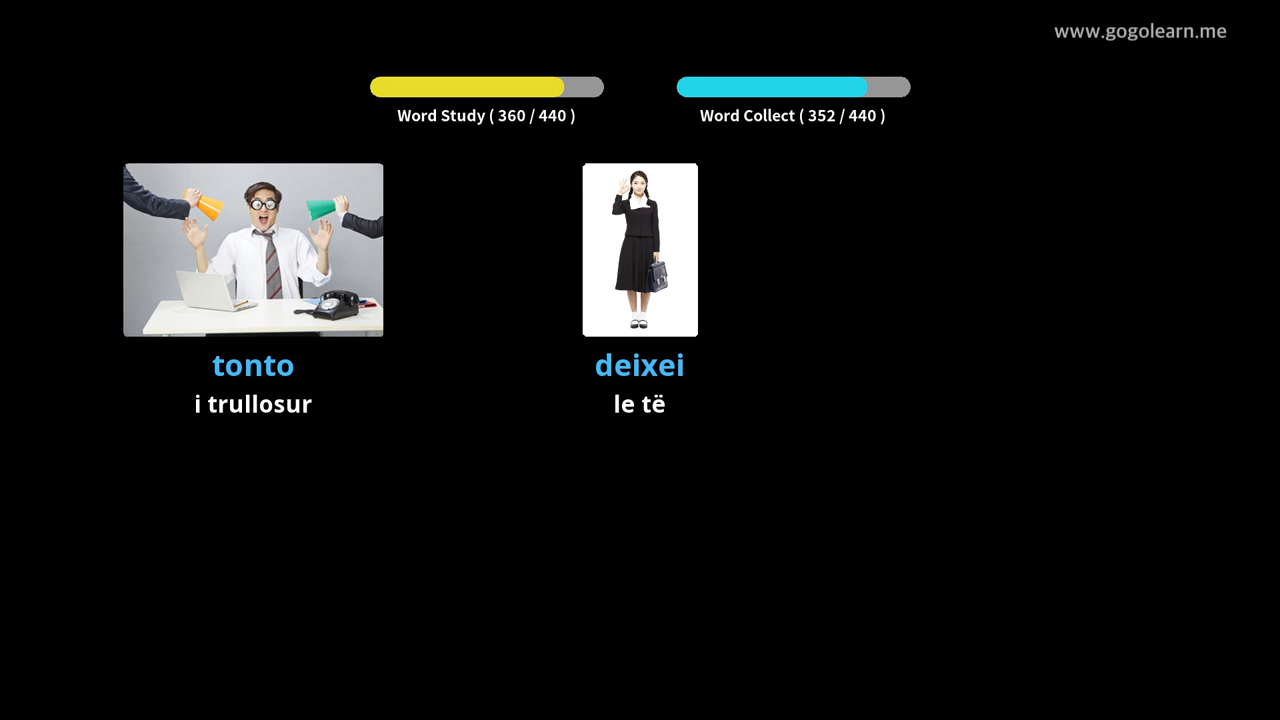 www.gogolearn.me
Word Study ( 360 / 440 )
Word Collect ( 352 / 440 )
tonto
i trullosur
deixei
le të